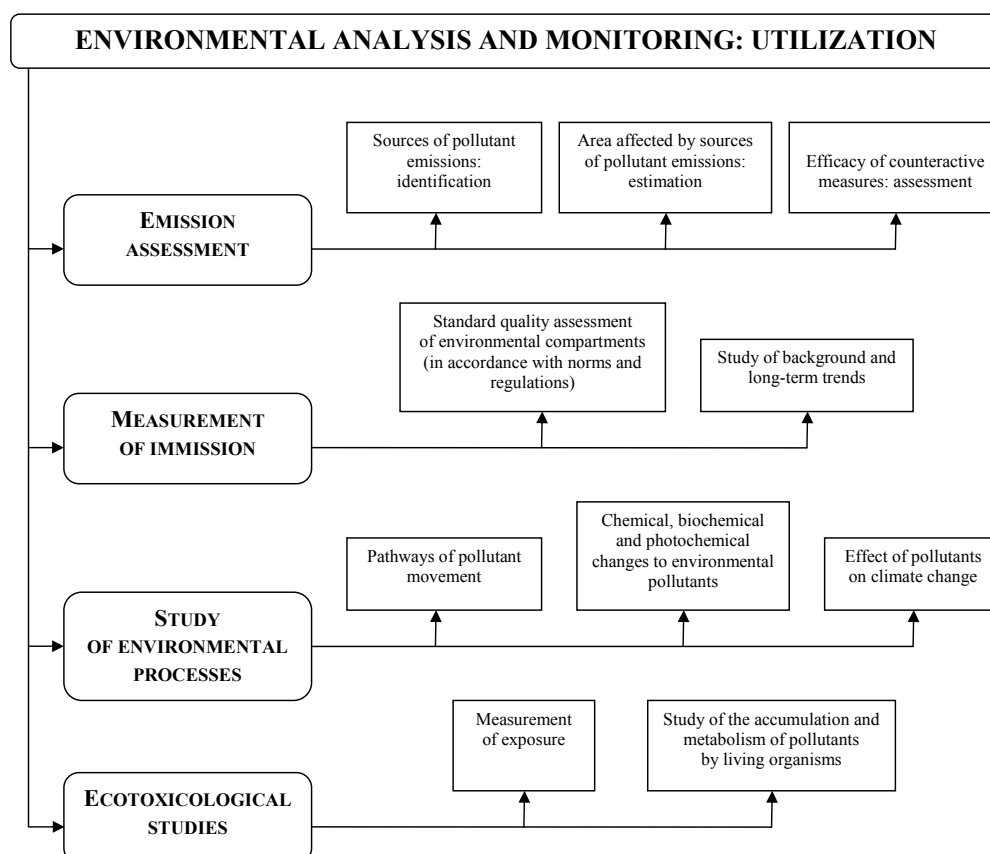 ENVIRONMENTAL ANALYSIS AND MONITORING: UTILIZATION
Sources of pollutant
emissions:
identification
Area affected by sources
of pollutant emissions:
estimation
Efficacy of counteractive
measures: assessment
EMISSION
ASSESSMENT
Standard quality assessment
of environmental compartments
(in accordance with norms and
regulations)
Study of background and
long-term trends
MEASUREMENT
OF IMMISSION
Pathways of pollutant
movement
Chemical, biochemical
and photochemical
changes to environmental
pollutants
Effect of pollutants
on climate change
STUDY
OF ENVIRONMENTAL
PROCESSES
Measurement
of exposure
Study of the accumulation and
metabolism of pollutants
by living organisms
ECOTOXICOLOGICAL
STUDIES